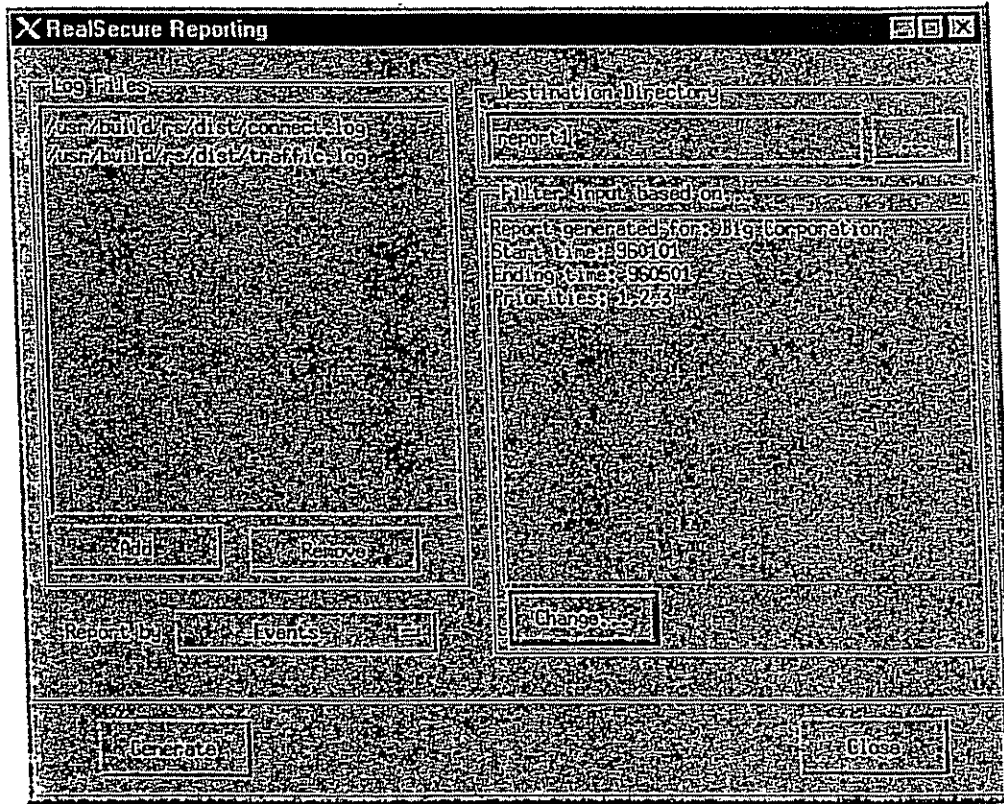 RealSecure Reporting
Log Files
/usr/build/rs/dist/connect.log
/usr/build/rs/dist/traffic.log
Add
Remove
Report by
Events
Destination Directory
report1
...
Filter input based on...
Report generated for: Big Corporation
Start time: 960101
Ending time: 960501
Priorities: 1,2,3
Change...
Generate
Close